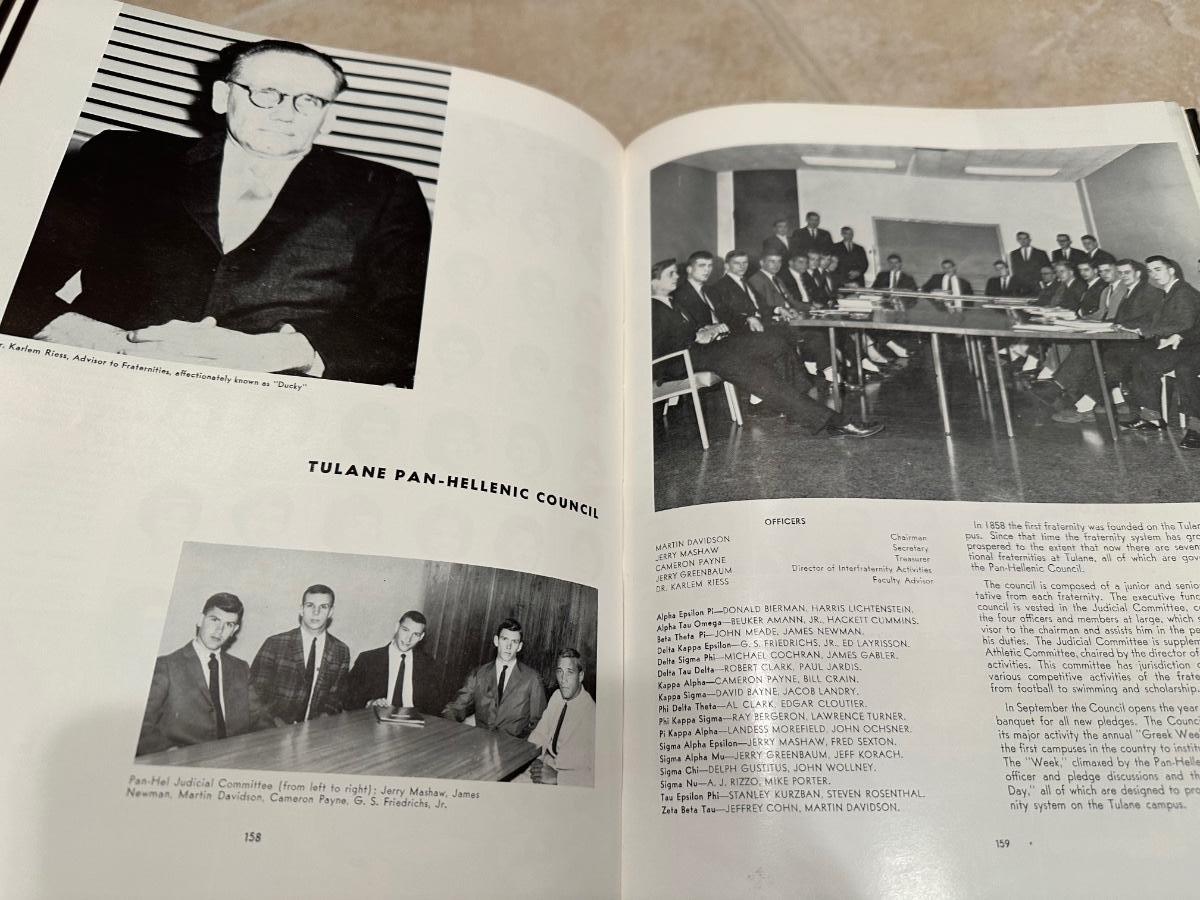 r. Karlem Riess, Advisor to Fraternities, affectionately known as "Ducky"
TULANE PAN-HELLENIC COUNCIL
Pan-Hel Judicial Committee (from left to right): Jerry Mashaw, James
Newman, Martin Davidson, Cameron Payne, G. S. Friedrichs, Jr.
158
OFFICERS
MARTIN DAVIDSON Chairman
JERRY MASHAW Secretary
CAMERON PAYNE Treasurer
JERRY GREENBAUM Director of Interfraternity Activities
DR. KARLEM RIESS Faculty Advisor
Alpha Epsilon Pi—DONALD BIERMAN, HARRIS LICHTENSTEIN.
Alpha Tau Omega—BEUKER AMANN, JR., HACKETT CUMMINS.
Beta Theta Pi—JOHN MEADE, JAMES NEWMAN.
Delta Kappa Epsilon—G. S. FRIEDRICHS, JR., ED LAYRISSON.
Delta Sigma Phi—MICHAEL COCHRAN, JAMES GABLER.
Delta Tau Delta—ROBERT CLARK, PAUL JARDIS.
Kappa Alpha—CAMERON PAYNE, BILL CRAIN.
Kappa Sigma—DAVID BAYNE, JACOB LANDRY.
Phi Delta Theta—AL CLARK, EDGAR CLOUTIER.
Phi Kappa Sigma—RAY BERGERON, LAWRENCE TURNER.
Pi Kappa Alpha—LANDESS MOREFIELD, JOHN OCHSNER.
Sigma Alpha Epsilon—JERRY MASHAW, FRED SEXTON.
Sigma Alpha Mu—JERRY GREENBAUM, JEFF KORACH.
Sigma Chi—DELPH GUSTITUS, JOHN WOLLNEY.
Sigma Nu—A. J. RIZZO, MIKE PORTER.
Tau Epsilon Phi—STANLEY KURZBAN, STEVEN ROSENTHAL.
Zeta Beta Tau—JEFFREY COHN, MARTIN DAVIDSON.
In 1858 the first fraternity was founded on the Tulan
pus. Since that time the fraternity system has gro
prospered to the extent that now there are seven
tional fraternities at Tulane, all of which are gove
the Pan-Hellenic Council.
The council is composed of a junior and senior
tative from each fraternity. The executive func
council is vested in the Judicial Committee, c
the four officers and members at large, which s
visor to the chairman and assists him in the p
his duties. The Judicial Committee is supplem
Athletic Committee, chaired by the director of
activities. This committee has jurisdiction
various competitive activities of the frate
from football to swimming and scholarship.
In September the Council opens the year
banquet for all new pledges. The Counci
its major activity the annual "Greek Wee
the first campuses in the country to institu
The "Week," climaxed by the Pan-Helle
officer and pledge discussions and th
Day," all of which are designed to pro
nity system on the Tulane campus.
159